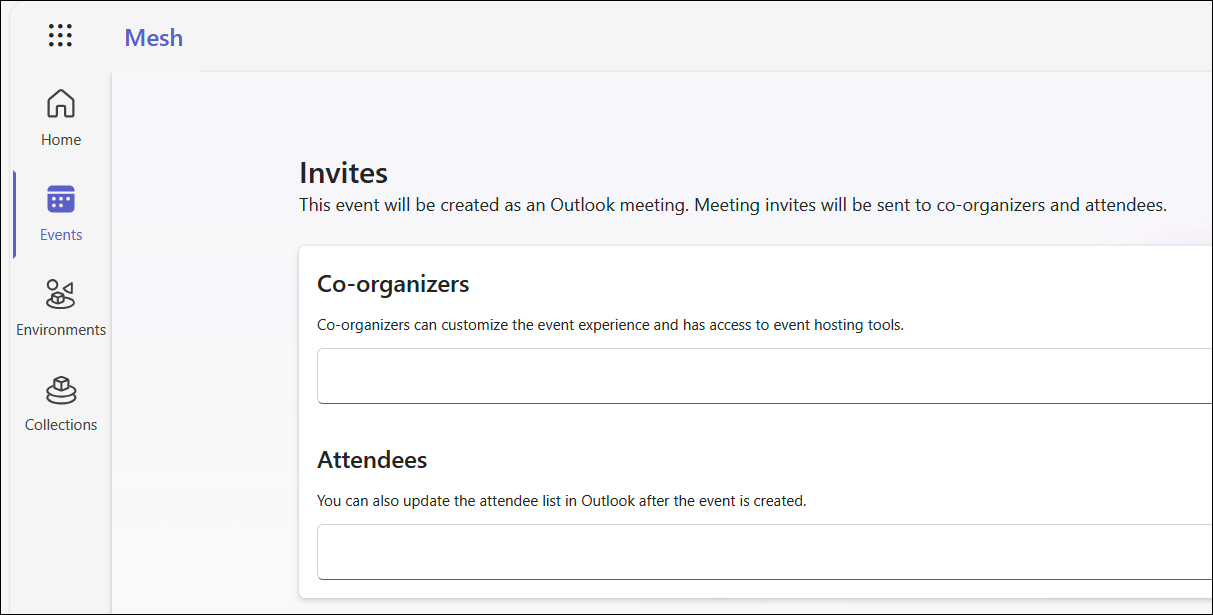 Mesh
Home
Events
Environments
Collections
Invites
This event will be created as an Outlook meeting. Meeting invites will be sent to co-organizers and attendees.
Co-organizers
Co-organizers can customize the event experience and has access to event hosting tools.
Attendees
You can also update the attendee list in Outlook after the event is created.